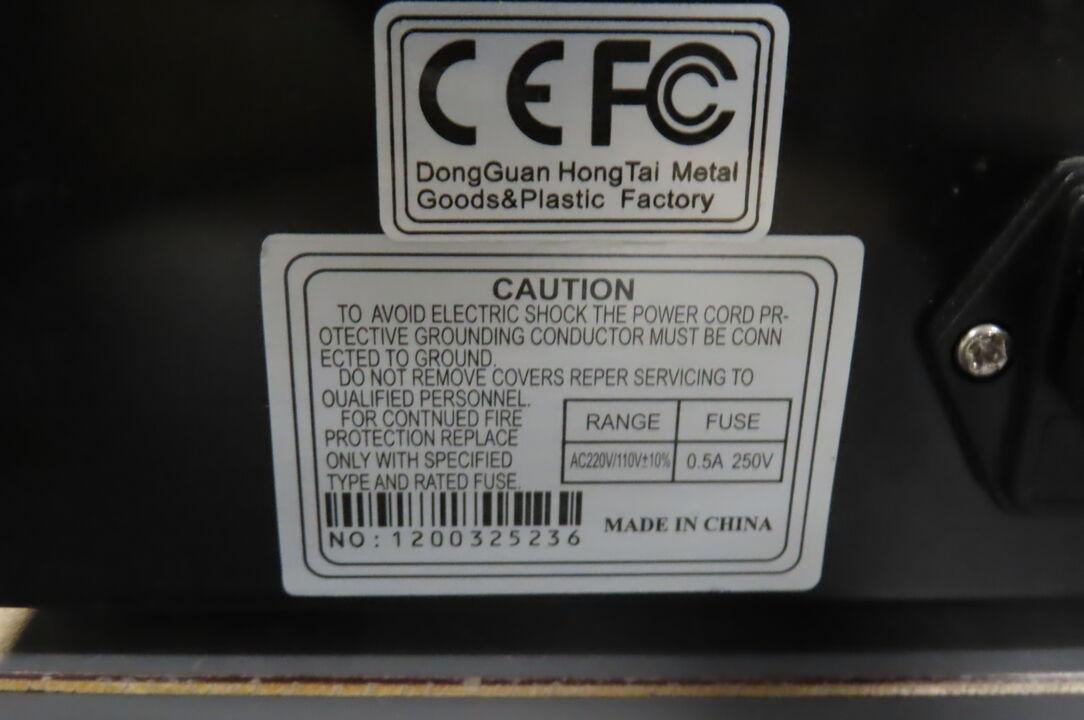 CE FC
DongGuan HongTai Metal
Goods&Plastic Factory
CAUTION
TO AVOID ELECTRIC SHOCK THE POWER CORD PR-
OTECTIVE GROUNDING CONDUCTOR MUST BE CONN
ECTED TO GROUND.
DO NOT REMOVE COVERS REPER SERVICING TO
OUALIFIED PERSONNEL.
FOR CONTNUED FIRE
PROTECTION REPLACE
ONLY WITH SPECIFIED
TYPE AND RATED FUSE.
RANGE FUSE
AC220V/110V±10% 0.5A 250V
NO:1200325236
MADE IN CHINA